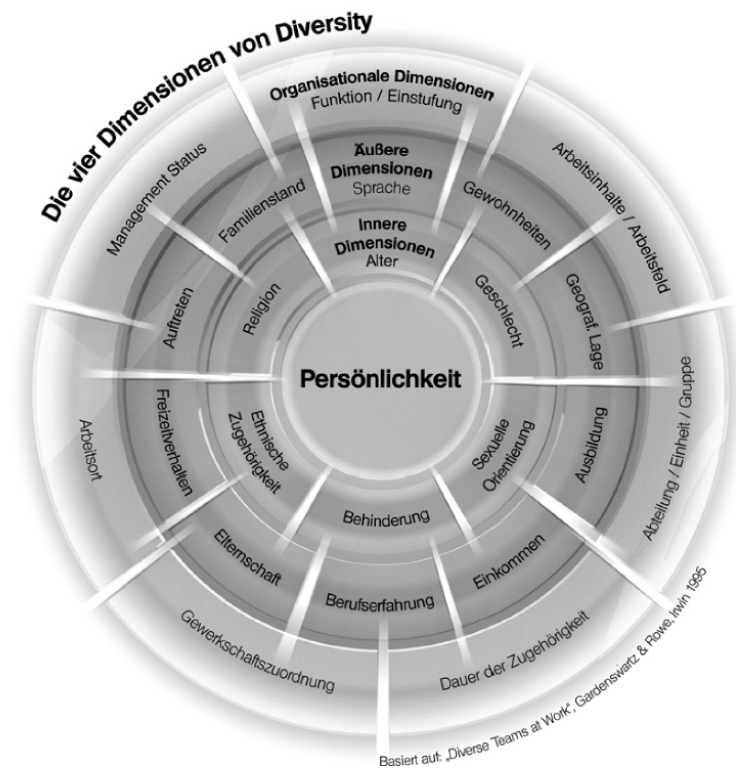 Die vier Dimensionen von Diversity
Organisationale Dimensionen
Funktion / Einstufung
Arbeitsinhalte / Arbeitsfeld
Abteilung / Einheit / Gruppe
Dauer der Zugehörigkeit
Gewerkschaftszuordnung
Arbeitsort
Management Status
Äußere
Dimensionen
Sprache
Gewohnheiten
Geograf. Lage
Ausbildung
Einkommen
Berufserfahrung
Elternschaft
Freizeitverhalten
Auftreten
Familienstand
Innere
Dimensionen
Alter
Geschlecht
Sexuelle
Orientierung
Behinderung
Ethnische
Zugehörigkeit
Religion
Persönlichkeit
Basiert auf: „Diverse Teams at Work", Gardenswartz & Rowe, Irwin 1995